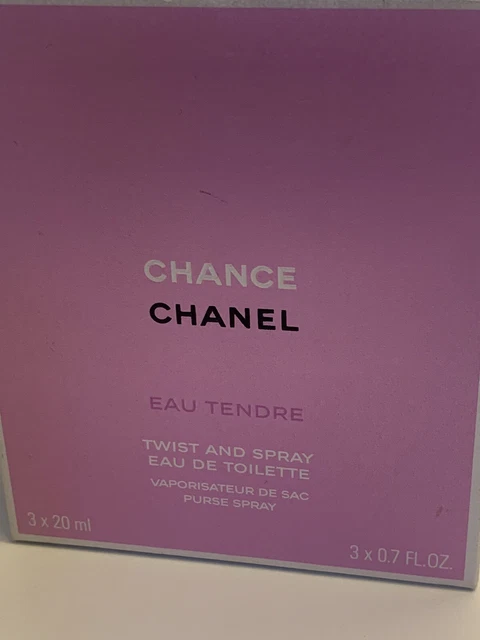 CHANCE
CHANEL
EAU TENDRE
TWIST AND SPRAY
EAU DE TOILETTE
VAPORISATEUR DE SAC
PURSE SPRAY
3 x 20 ml
3 x 0.7 FL.OZ.